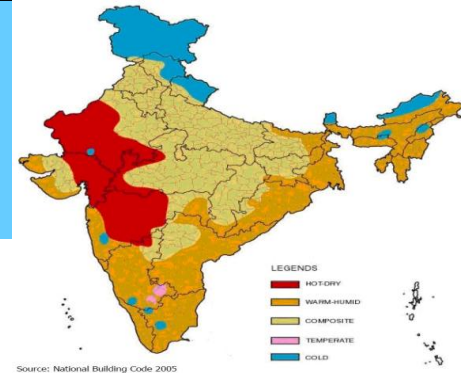 LEGENDS
HOT-DRY
WARM-HUMID
COMPOSITE
TEMPERATE
COLD
Source: National Building Code 2005